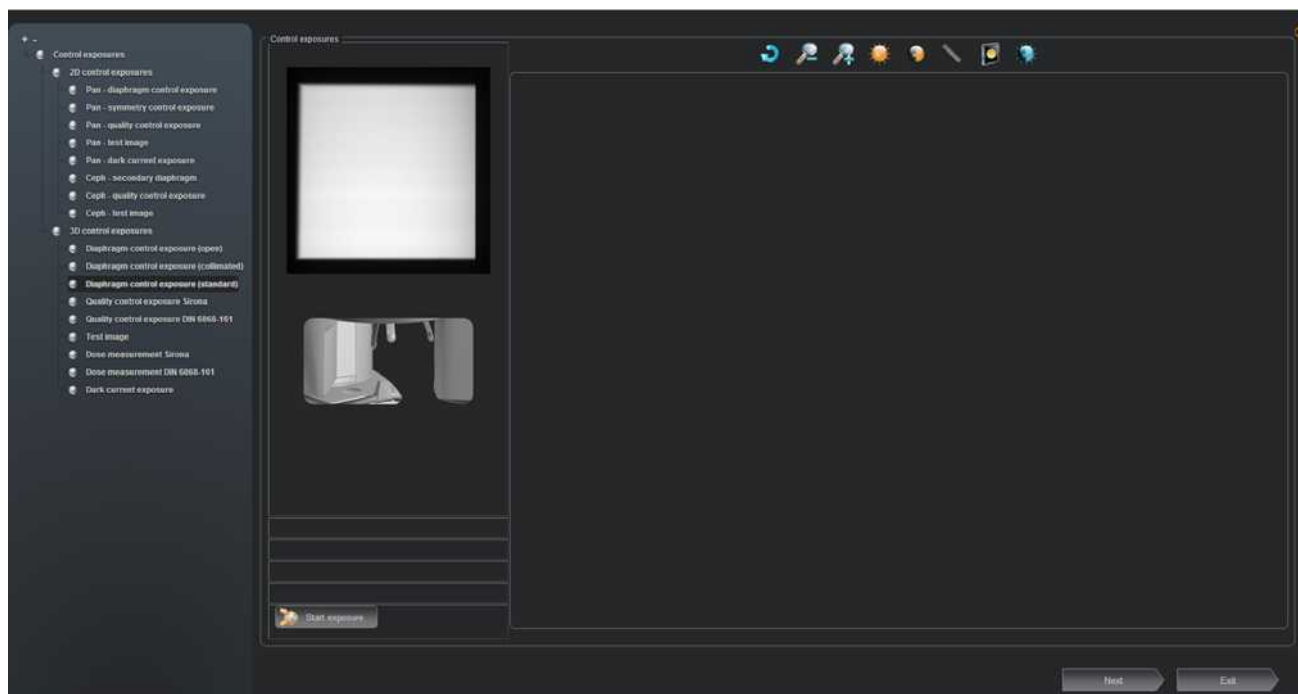 + -
Control exposures
2D control exposures
Pan - diaphragm control exposure
Pan - symmetry control exposure
Pan - quality control exposure
Pan - test image
Pan - dark current exposure
Ceph - secondary diaphragm
Ceph - quality control exposure
Ceph - test image
3D control exposures
Diaphragm control exposure (open)
Diaphragm control exposure (collimated)
Diaphragm control exposure (standard)
Quality control exposure Sirona
Quality control exposure DIN 6868-101
Test image
Dose measurement Sirona
Dose measurement DIN 6868-101
Dark current exposure
Control exposures
Start exposure
Next
Exit